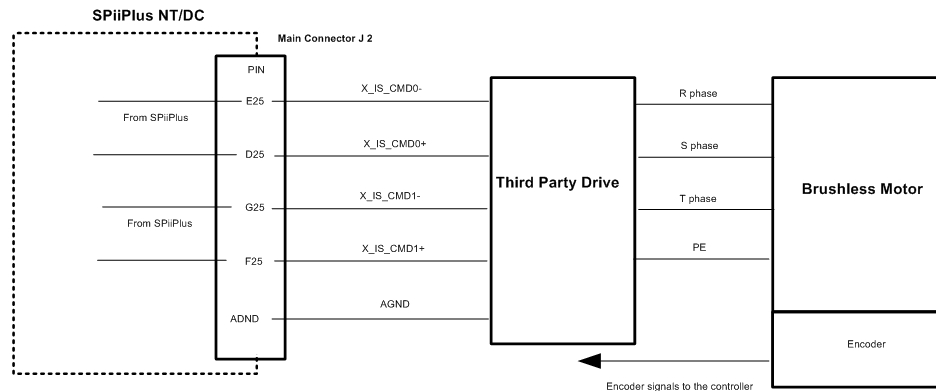 SPiiPlus NT/DC
Main Connector J 2
PIN
X_IS_CMD0-
R phase
E25
From SPiiPlus
X_IS_CMD0+
S phase
D25
Third Party Drive
Brushless Motor
X_IS_CMD1-
T phase
G25
From SPiiPlus
X_IS_CMD1+
PE
F25
AGND
ADND
Encoder
Encoder signals to the controller